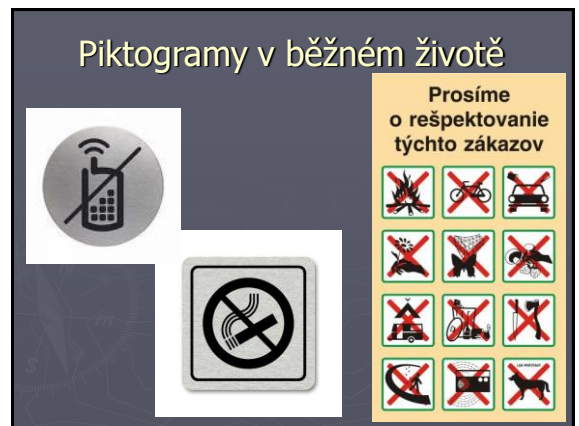 Piktogramy v běžném životě
Prosíme
o rešpektovanie
týchto zákazov